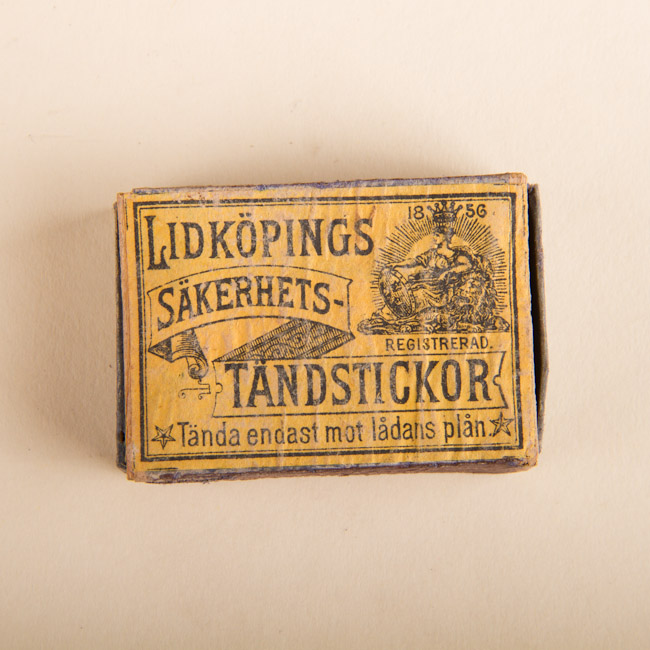 1856
LIDKÖPINGS
SÄKERHETS-
REGISTRERAD.
TÄNDSTICKOR
Tända endast mot lådans plån.